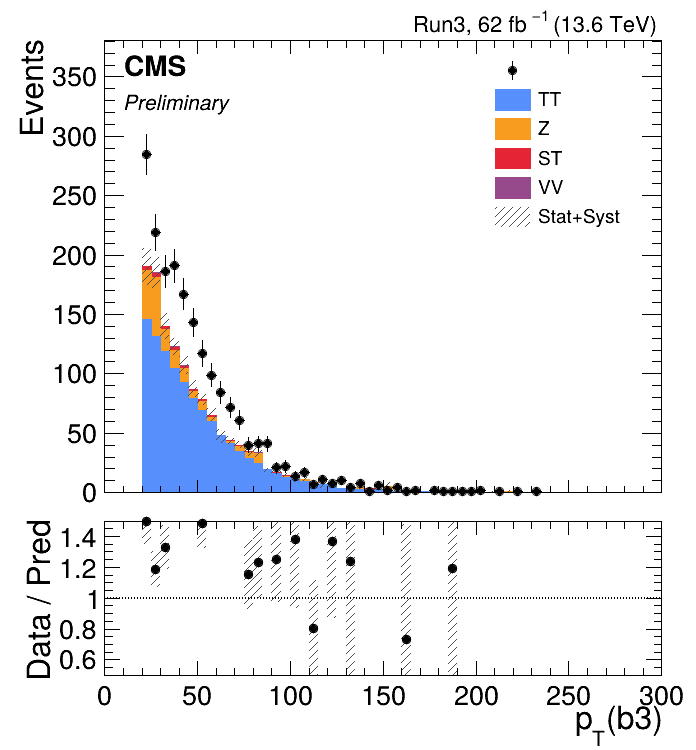 Run3, 62 fb⁻¹ (13.6 TeV)
Events
CMS
Preliminary
TT
Z
ST
VV
Stat+Syst
350
300
250
200
150
100
50
0
Data / Pred
1.4
1.2
1
0.8
0.6
0 50 100 150 200 250 300
p_T(b3)